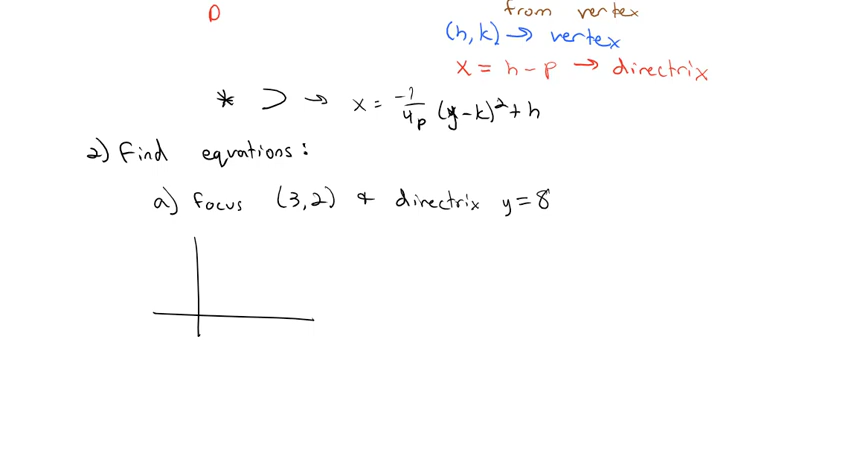 from vertex
D
(h, k) → vertex
x = h - p → directrix
* ⊃ → x = -1/4p (y - k)² + h
2) Find equations:
a) focus (3, 2) & directrix y = 8